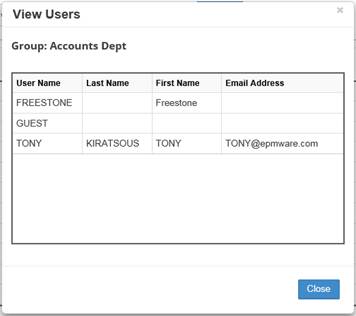 View Users ×
Group: Accounts Dept
User Name Last Name First Name Email Address
FREESTONE Freestone
GUEST
TONY KIRATSOUS TONY TONY@epmware.com
Close